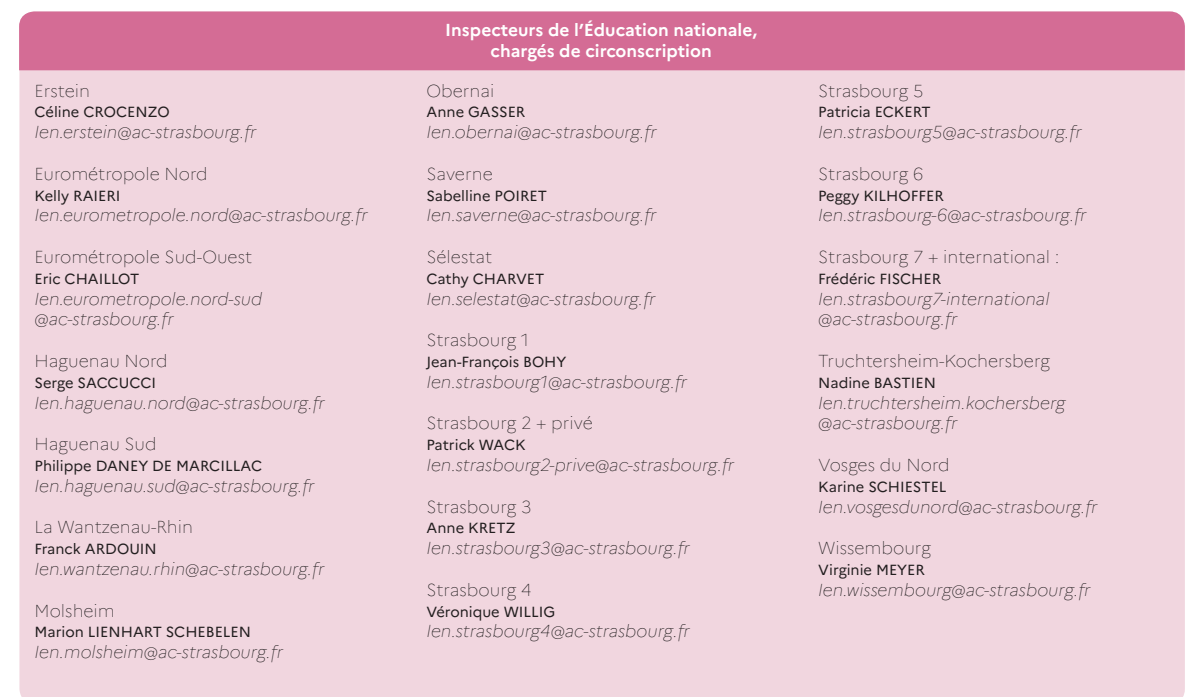 Inspecteurs de l'Éducation nationale,
chargés de circonscription
Erstein
Céline CROCENZO
Ien.erstein@ac-strasbourg.fr
Eurométropole Nord
Kelly RAIERI
Ien.eurometropole.nord@ac-strasbourg.fr
Eurométropole Sud-Ouest
Eric CHAILLOT
Ien.eurometropole.nord-sud
@ac-strasbourg.fr
Haguenau Nord
Serge SACCUCCI
Ien.haguenau.nord@ac-strasbourg.fr
Haguenau Sud
Philippe DANEY DE MARCILLAC
Ien.haguenau.sud@ac-strasbourg.fr
La Wantzenau-Rhin
Franck ARDOUIN
Ien.wantzenau.rhin@ac-strasbourg.fr
Molsheim
Marion LIENHART SCHEBELEN
Ien.molsheim@ac-strasbourg.fr
Obernai
Anne GASSER
Ien.obernai@ac-strasbourg.fr
Saverne
Sabelline POIRET
Ien.saverne@ac-strasbourg.fr
Sélestat
Cathy CHARVET
Ien.selestat@ac-strasbourg.fr
Strasbourg 1
Jean-François BOHY
Ien.strasbourg1@ac-strasbourg.fr
Strasbourg 2 + privé
Patrick WACK
Ien.strasbourg2-prive@ac-strasbourg.fr
Strasbourg 3
Anne KRETZ
Ien.strasbourg3@ac-strasbourg.fr
Strasbourg 4
Véronique WILLIG
Ien.strasbourg4@ac-strasbourg.fr
Strasbourg 5
Patricia ECKERT
Ien.strasbourg5@ac-strasbourg.fr
Strasbourg 6
Peggy KILHOFFER
Ien.strasbourg-6@ac-strasbourg.fr
Strasbourg 7 + international :
Frédéric FISCHER
Ien.strasbourg7-international
@ac-strasbourg.fr
Truchtersheim-Kochersberg
Nadine BASTIEN
Ien.truchtersheim.kochersberg
@ac-strasbourg.fr
Vosges du Nord
Karine SCHIESTEL
Ien.vosgesdunord@ac-strasbourg.fr
Wissembourg
Virginie MEYER
Ien.wissembourg@ac-strasbourg.fr